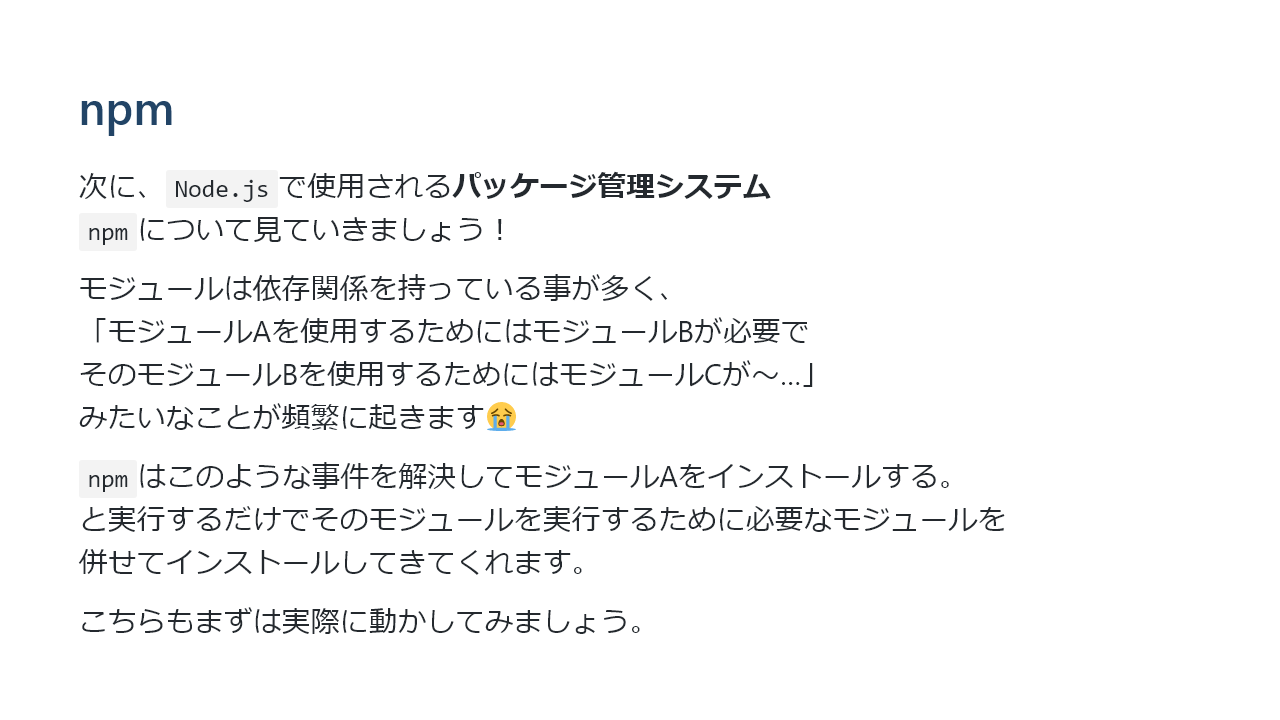 npm
次に、Node.jsで使用されるパッケージ管理システム
npmについて見ていきましょう！
モジュールは依存関係を持っている事が多く、
「モジュールAを使用するためにはモジュールBが必要で
そのモジュールBを使用するためにはモジュールCが～...」
みたいなことが頻繁に起きます😭
npmはこのような事件を解決してモジュールAをインストールする。
と実行するだけでそのモジュールを実行するために必要なモジュールを
併せてインストールしてきてくれます。
こちらもまずは実際に動かしてみましょう。